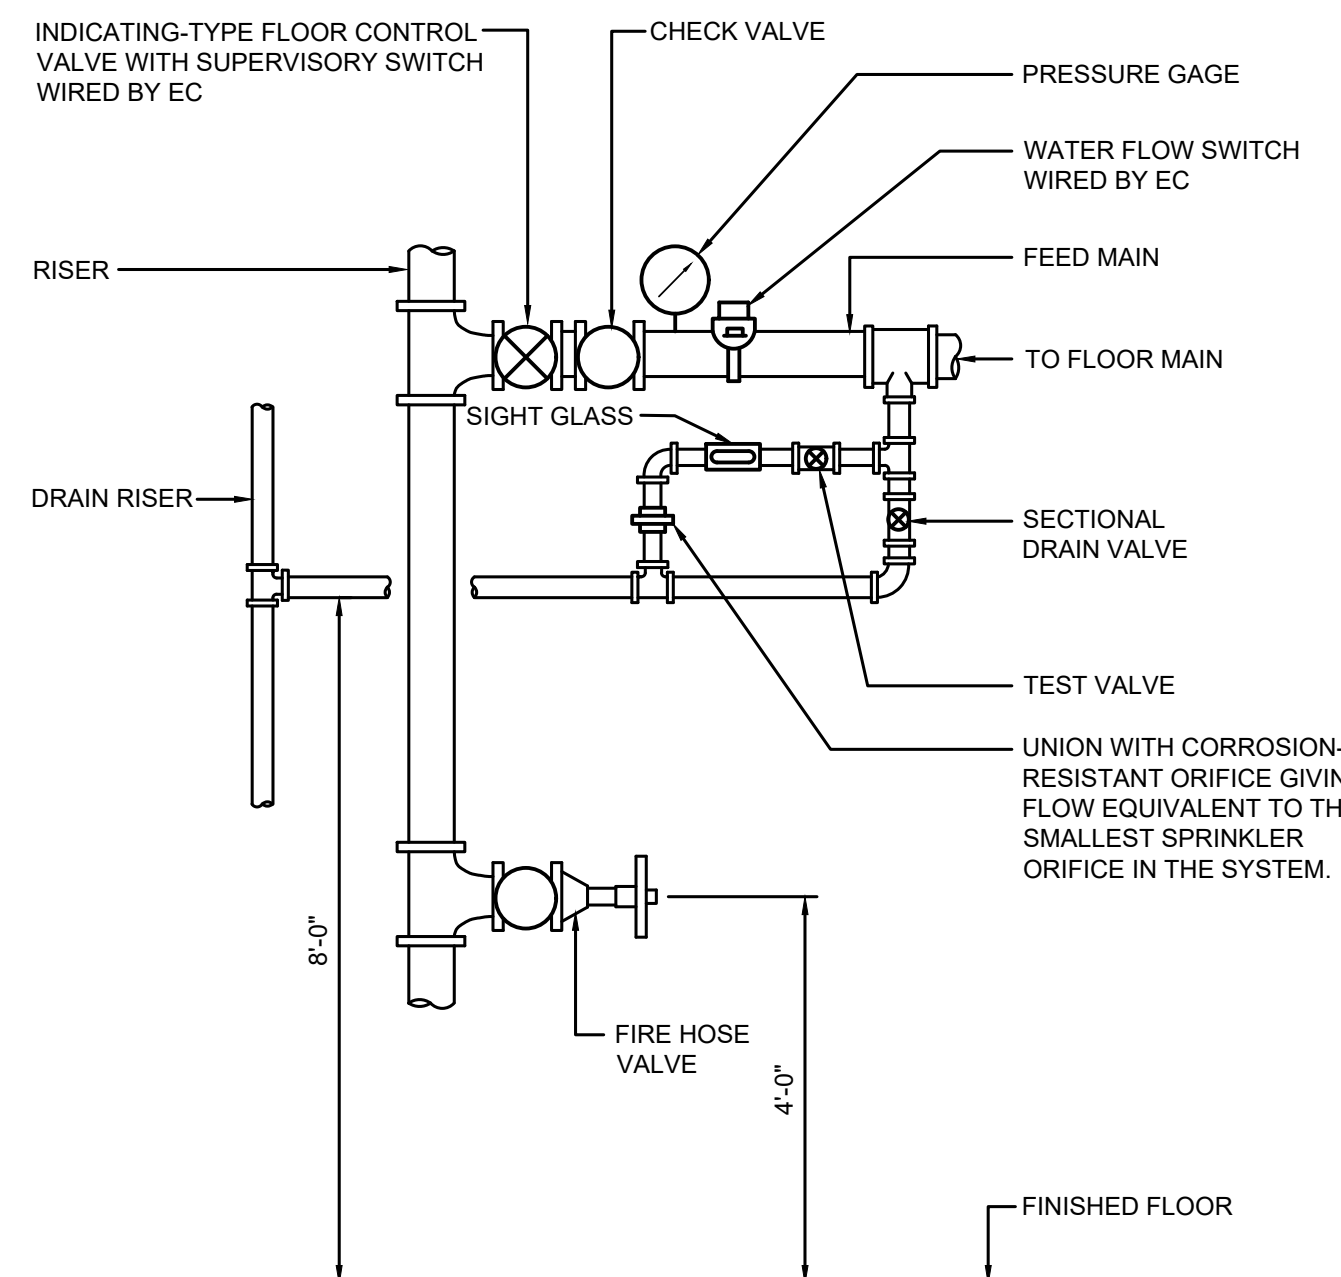 INDICATING-TYPE FLOOR CONTROL
VALVE WITH SUPERVISORY SWITCH
WIRED BY EC
CHECK VALVE
PRESSURE GAGE
WATER FLOW SWITCH
WIRED BY EC
RISER
FEED MAIN
TO FLOOR MAIN
SIGHT GLASS
DRAIN RISER
SECTIONAL
DRAIN VALVE
TEST VALVE
UNION WITH CORROSION-
RESISTANT ORIFICE GIVIN
FLOW EQUIVALENT TO TH
SMALLEST SPRINKLER
ORIFICE IN THE SYSTEM.
8'-0"
FIRE HOSE
VALVE
4'-0"
FINISHED FLOOR